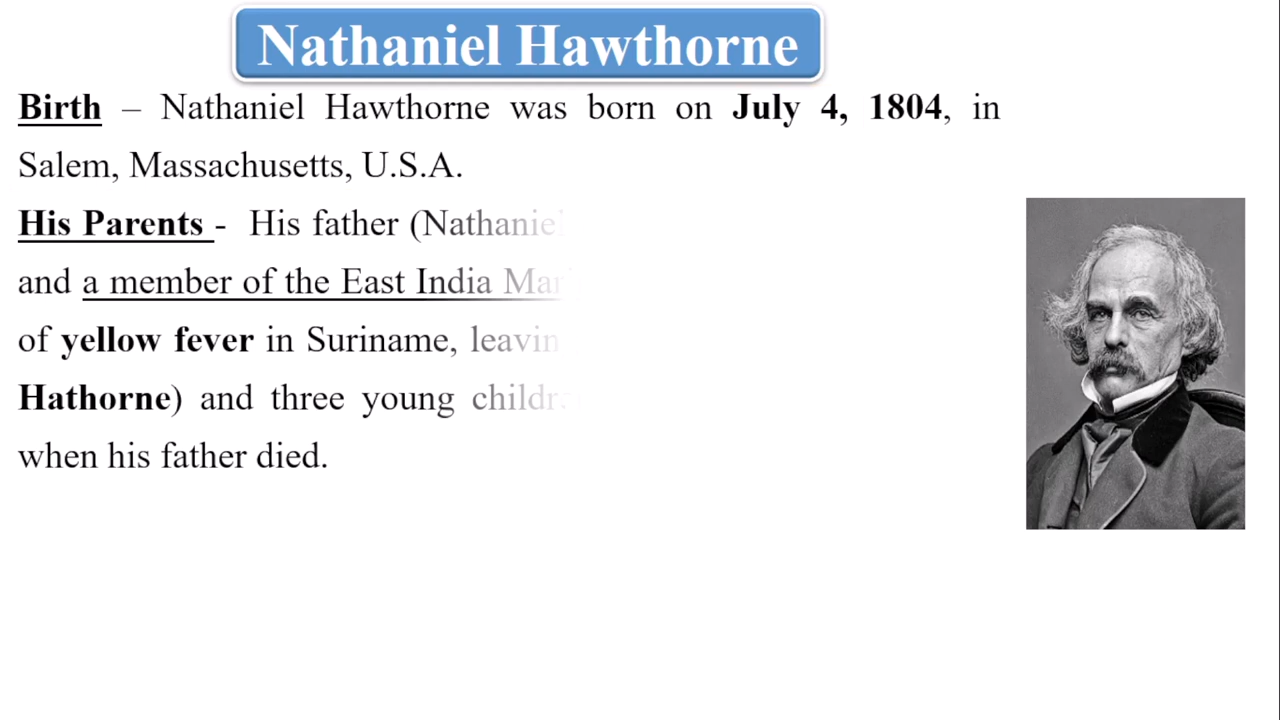 Nathaniel Hawthorne
Birth – Nathaniel Hawthorne was born on July 4, 1804, in
Salem, Massachusetts, U.S.A.
His Parents - His father (Nathaniel
and a member of the East India
of yellow fever in Suriname,
Hathorne) and three young
when his father died.